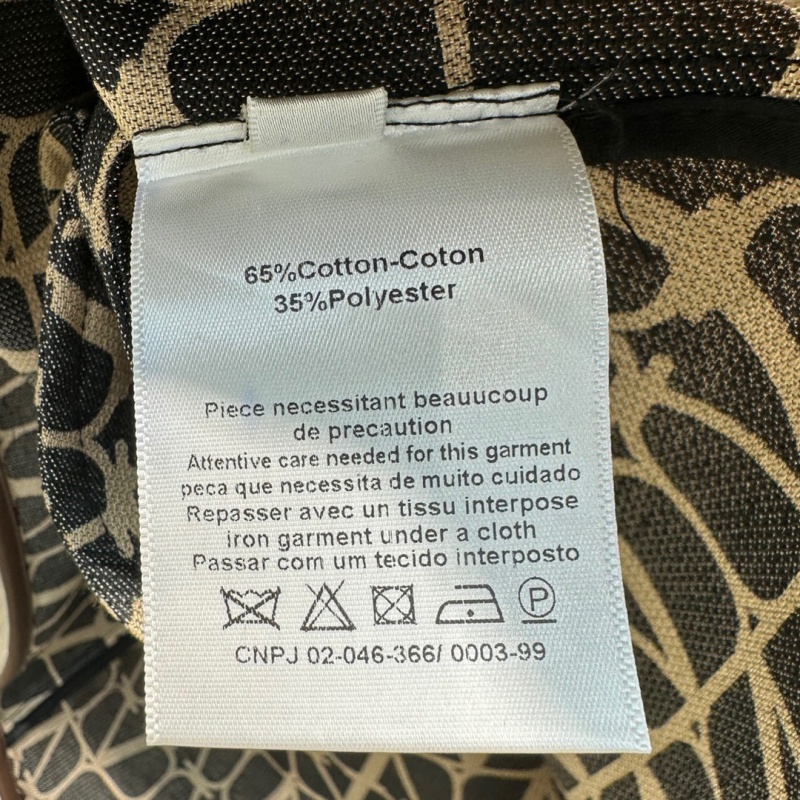 65%Cotton-Coton
35%Polyester
Piece necessitant beauucoup
de precaution
Attentive care needed for this garment
peca que necessita de muito cuidado
Repasser avec un tissu interpose
iron garment under a cloth
Passar com um tecido interposto
P
CNPJ 02-046-366/ 0003-99